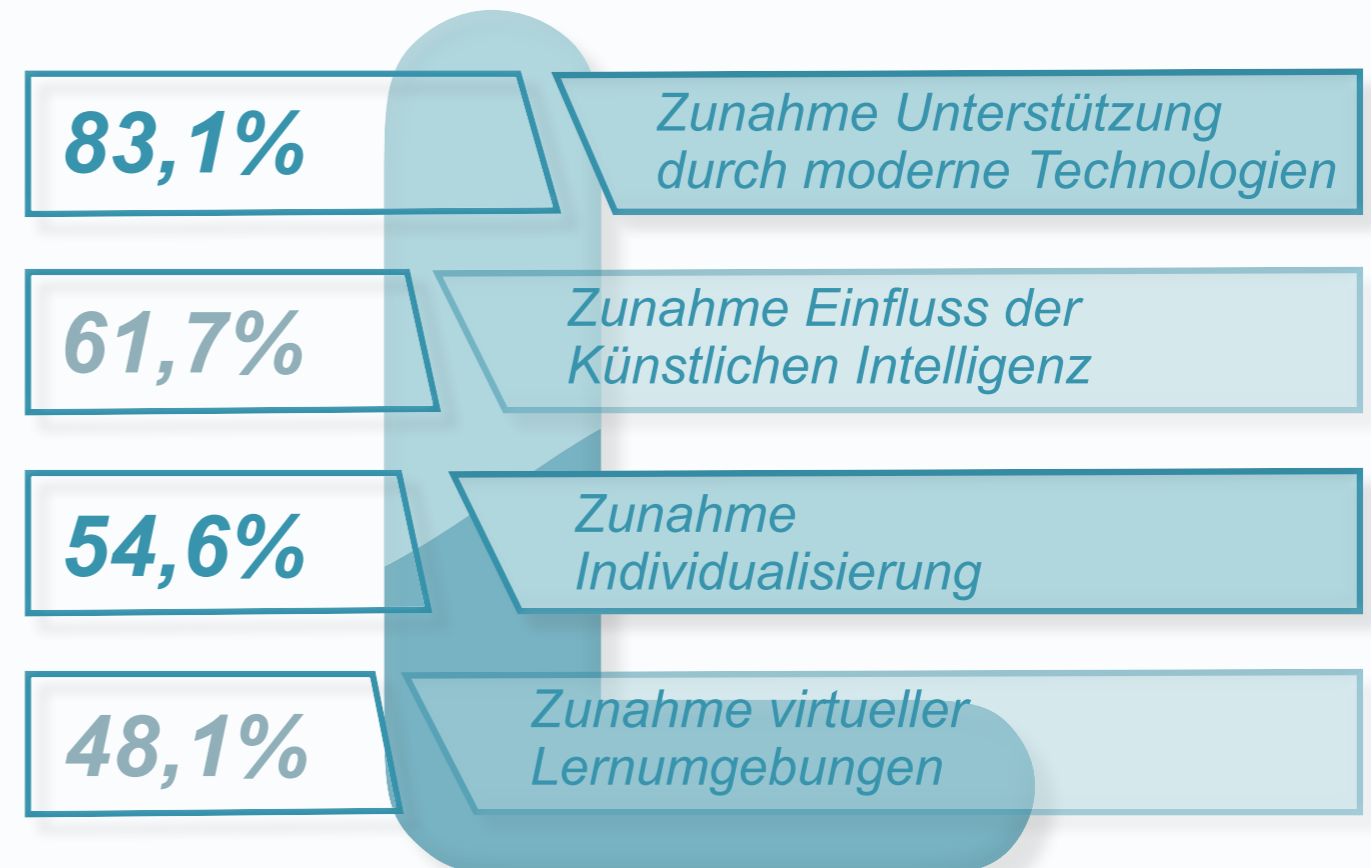 83,1%
Zunahme Unterstützung
durch moderne Technologien
61,7%
Zunahme Einfluss der
Künstlichen Intelligenz
54,6%
Zunahme
Individualisierung
48,1%
Zunahme virtueller
Lernumgebungen